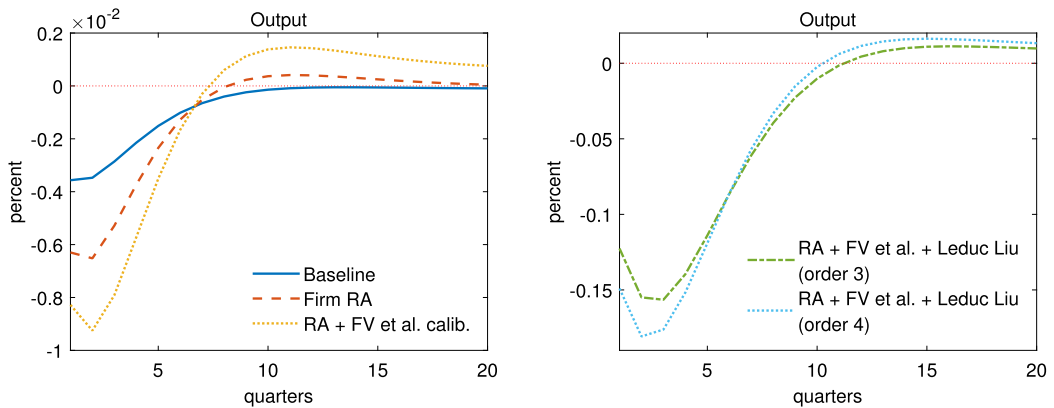 Output
×10-2
0.2
0
-0.2
-0.4
-0.6
-0.8
-1
percent
5
10
15
20
quarters
Baseline
Firm RA
RA + FV et al. calib.
Output
0
-0.05
-0.1
-0.15
percent
5
10
15
20
quarters
RA + FV et al. + Leduc Liu
(order 3)
RA + FV et al. + Leduc Liu
(order 4)